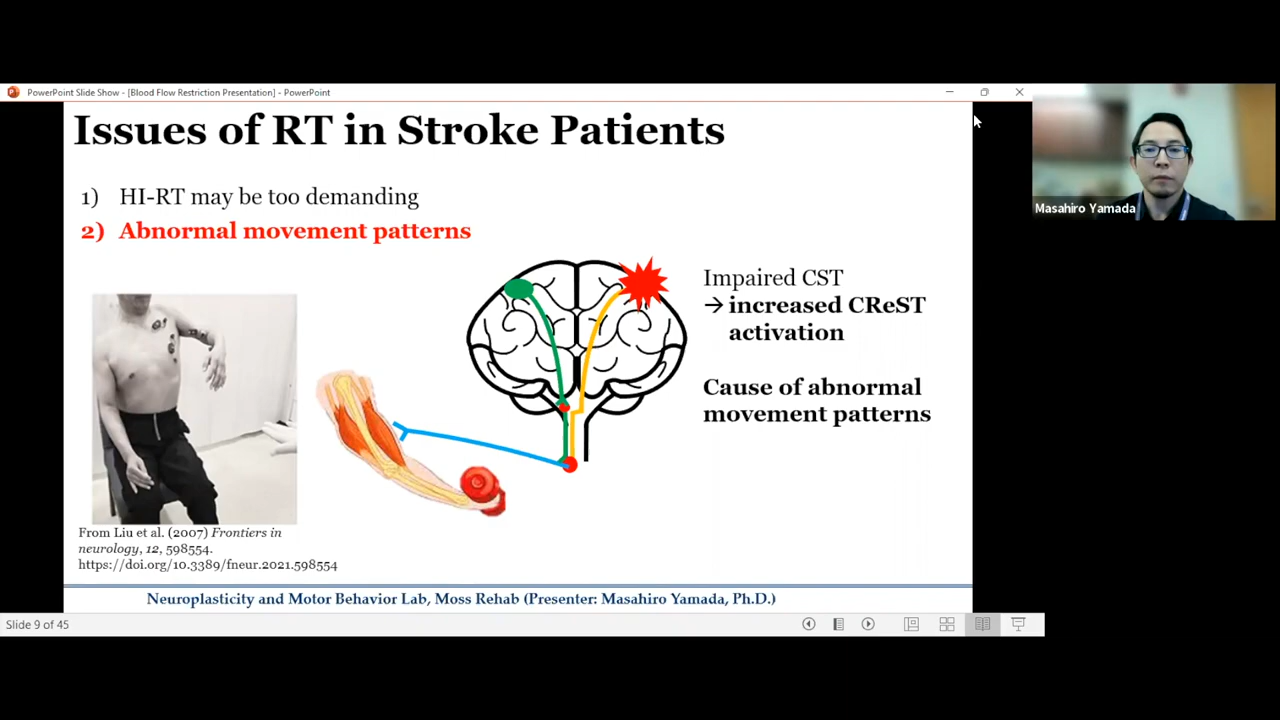 PowerPoint Slide Show - [Blood Flow Restriction Presentation] - PowerPoint
Issues of RT in Stroke Patients
1) HI-RT may be too demanding
2) Abnormal movement patterns
Impaired CST
→ increased CReST
activation
Cause of abnormal
movement patterns
From Liu et al. (2007) Frontiers in
neurology, 12, 598554.
https://doi.org/10.3389/fneur.2021.598554
Neuroplasticity and Motor Behavior Lab, Moss Rehab (Presenter: Masahiro Yamada, Ph.D.)
Slide 9 of 45
Masahiro Yamada